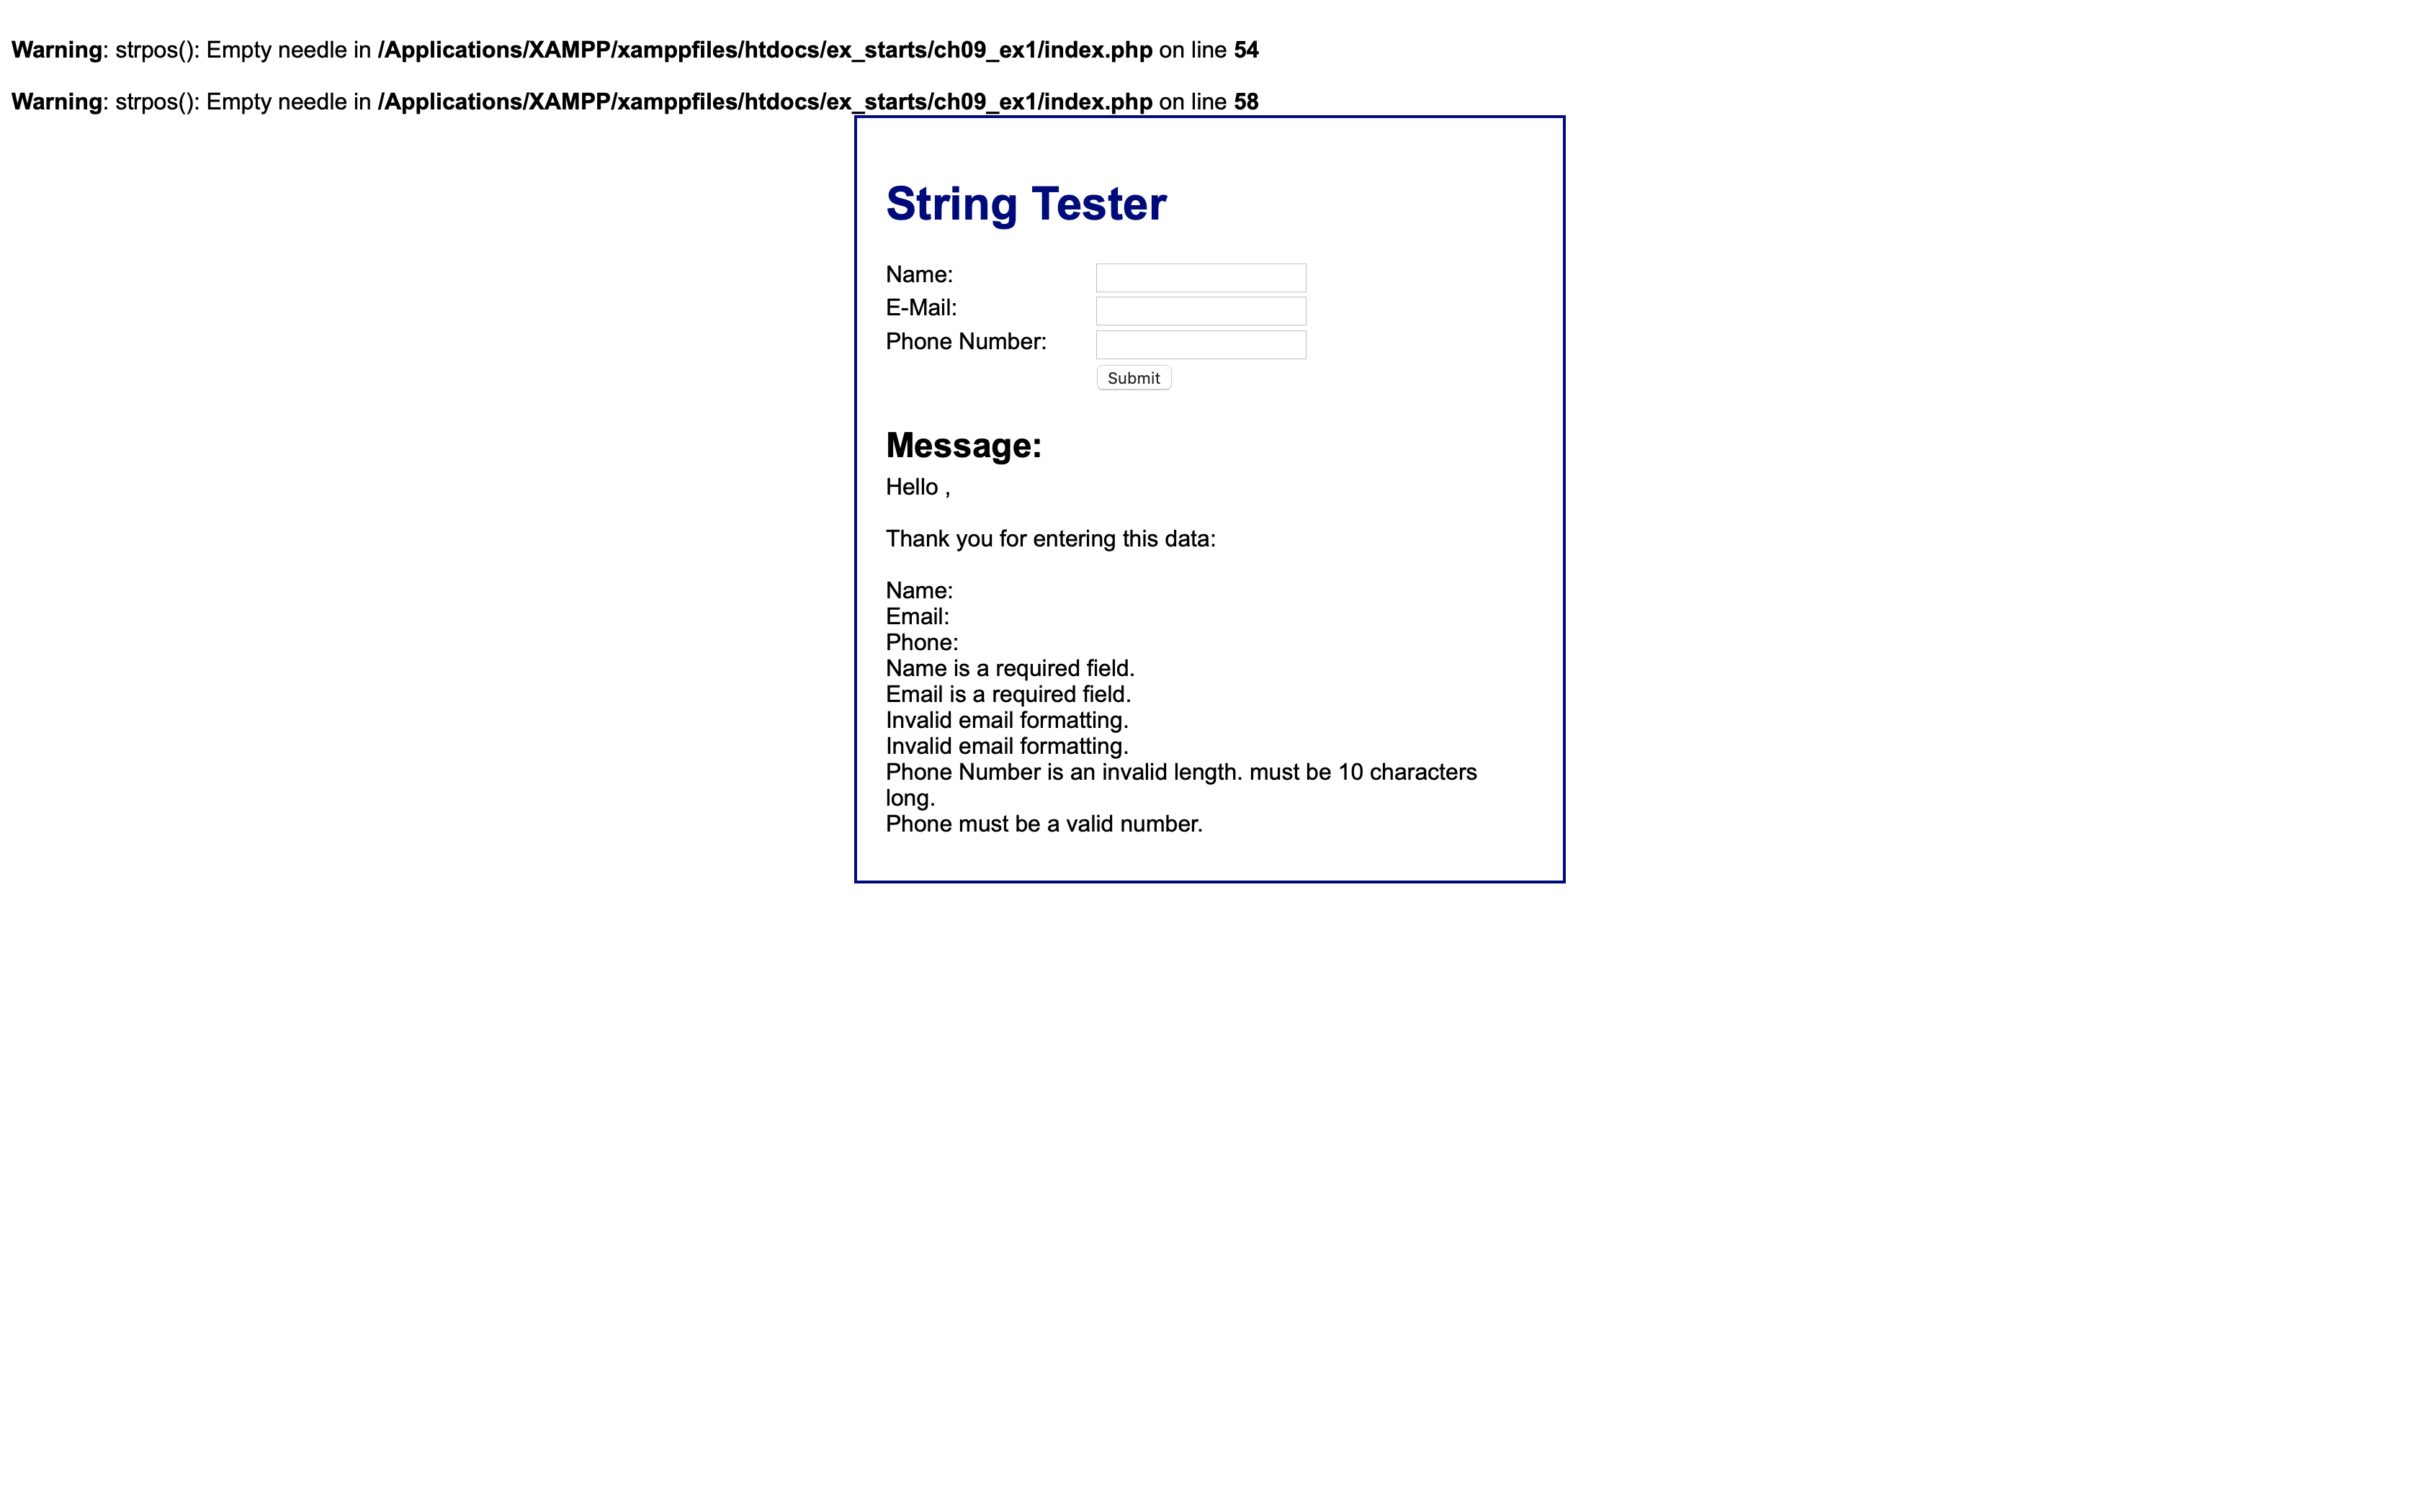 Warning: strpos(): Empty needle in /Applications/XAMPP/xamppfiles/htdocs/ex_starts/ch09_ex1/index.php on line 54
Warning: strpos(): Empty needle in /Applications/XAMPP/xamppfiles/htdocs/ex_starts/ch09_ex1/index.php on line 58
String Tester
Name:
E-Mail:
Phone Number:
Submit
Message:
Hello ,
Thank you for entering this data:
Name:
Email:
Phone:
Name is a required field.
Email is a required field.
Invalid email formatting.
Invalid email formatting.
Phone Number is an invalid length. must be 10 characters
long.
Phone must be a valid number.